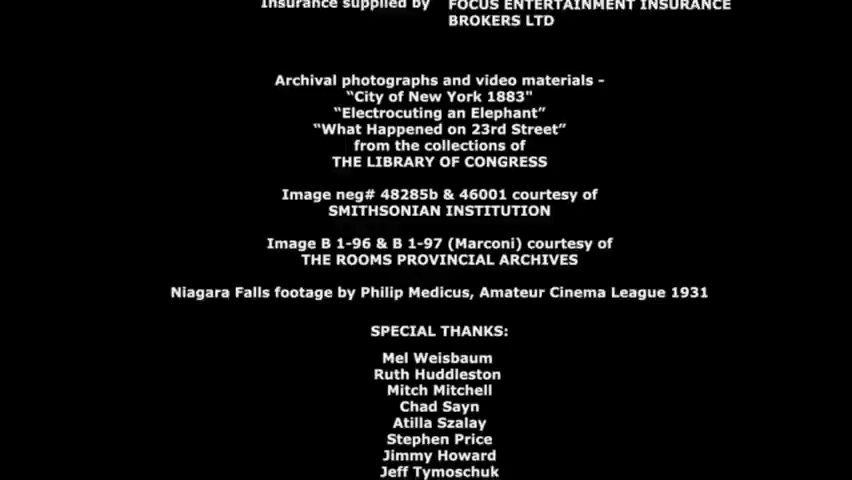 Insurance supplied by FOCUS ENTERTAINMENT INSURANCE
BROKERS LTD
Archival photographs and video materials -
“City of New York 1883"
“Electrocuting an Elephant”
“What Happened on 23rd Street”
from the collections of
THE LIBRARY OF CONGRESS
Image neg# 48285b & 46001 courtesy of
SMITHSONIAN INSTITUTION
Image B 1-96 & B 1-97 (Marconi) courtesy of
THE ROOMS PROVINCIAL ARCHIVES
Niagara Falls footage by Philip Medicus, Amateur Cinema League 1931
SPECIAL THANKS:
Mel Weisbaum
Ruth Huddleston
Mitch Mitchell
Chad Sayn
Atilla Szalay
Stephen Price
Jimmy Howard
Jeff Tymoschuk